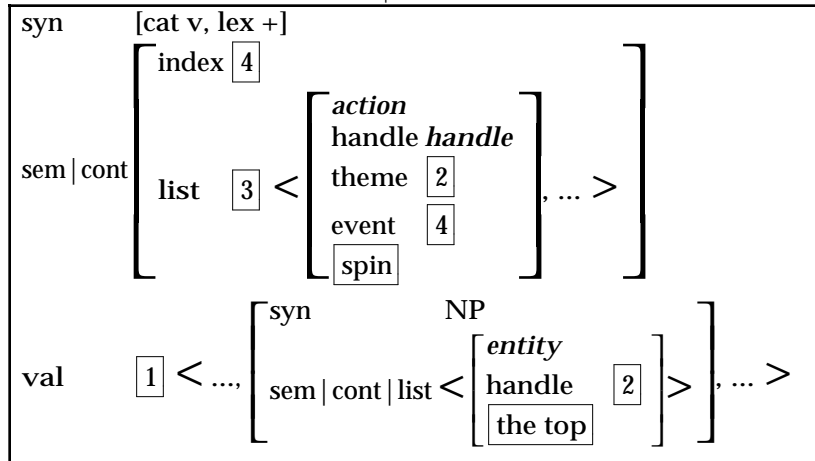 syn [cat v, lex +]
index 4
action
handle handle
sem | cont
theme 2
list 3 < , ... >
event 4
spin
syn NP
entity
val 1 < ..., sem | cont | list < handle 2 > , ... >
the top